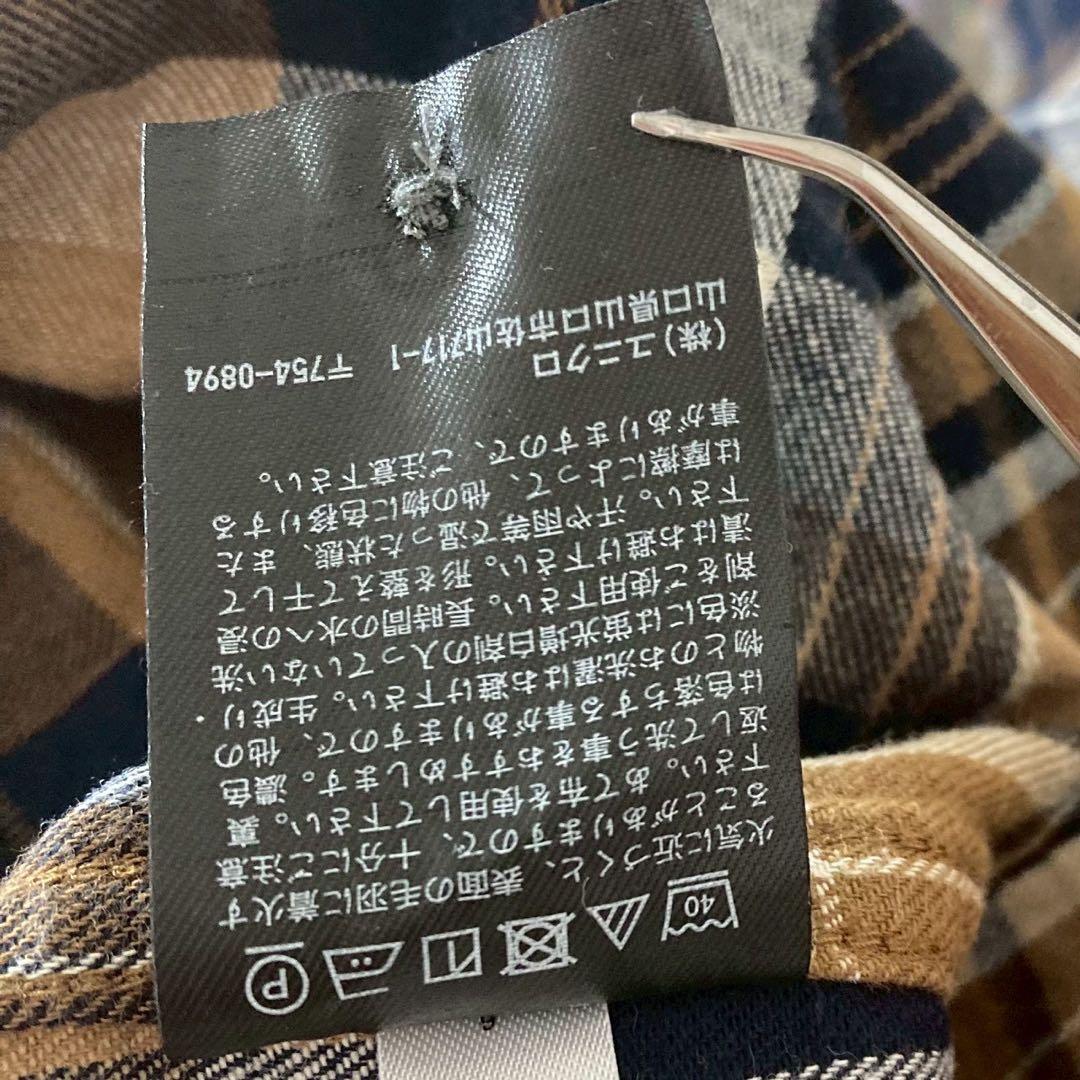 40 P
火気に近づくと、表面の毛羽に着火す
ることがありますので、十分にご注意
下さい。あて布を使用して下さい。裏
返して洗う事をおすすめします。濃色
は色落ちする事がありますので、他の
物とのお洗濯はお避け下さい。生成り・
淡色には蛍光増白剤の入っていない洗
剤をご使用下さい。長時間の水への浸
漬はお避け下さい。形を整えて干して
下さい。汗や雨等で湿った状態、また
は摩擦によって、他の物に色移りする
事がありますので、ご注意下さい。
(株)ユニクロ 〒754-0894
山口県山口市佐山717-1